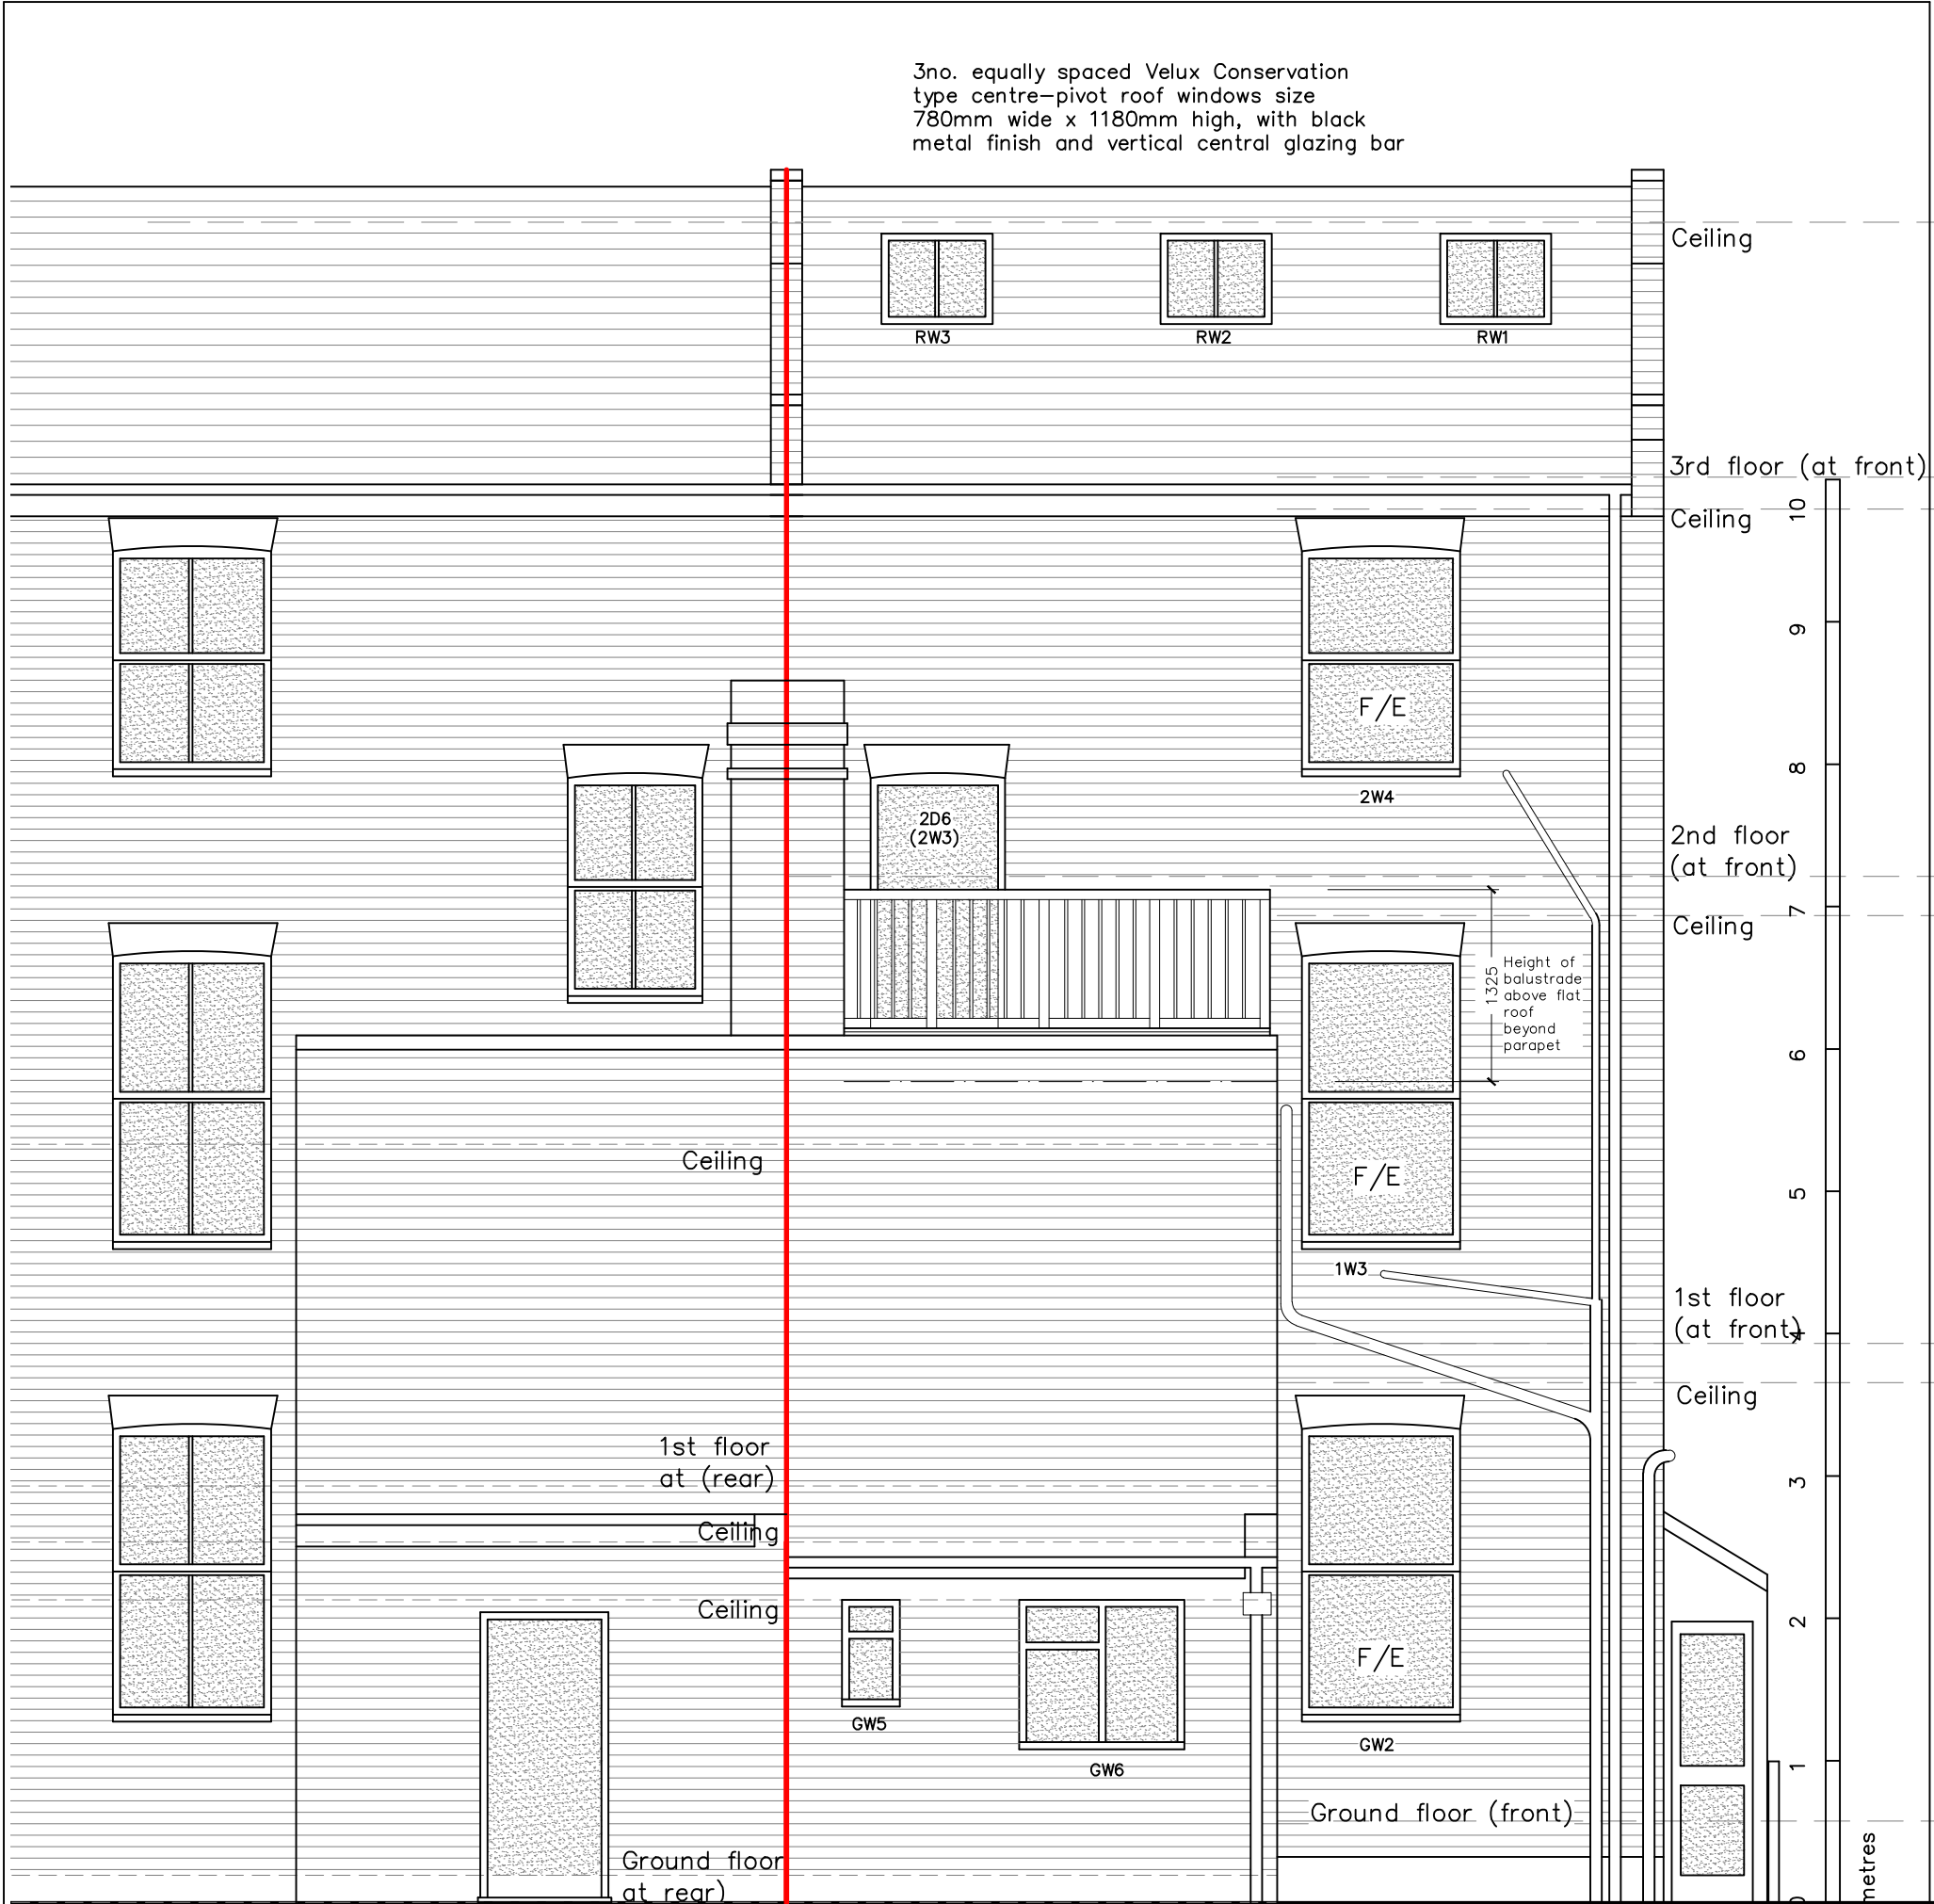 3no. equally spaced Velux Conservation
type centre-pivot roof windows size
780mm wide x 1180mm high, with black
metal finish and vertical central glazing bar
Ceiling
RW3
RW2
RW1
3rd floor (at front)
10
Ceiling
9
F/E
8
2W4
2D6
(2W3)
2nd floor
(at front)
7
Ceiling
1325
Height of
balustrade
above flat
roof
beyond
parapet
6
Ceiling
F/E
5
1W3
1st floor
(at front)
4
Ceiling
1st floor
at (rear)
3
Ceiling
Ceiling
2
F/E
GW5
GW2
GW6
1
Ground floor (front)
Ground floor
at rear)
0
metres